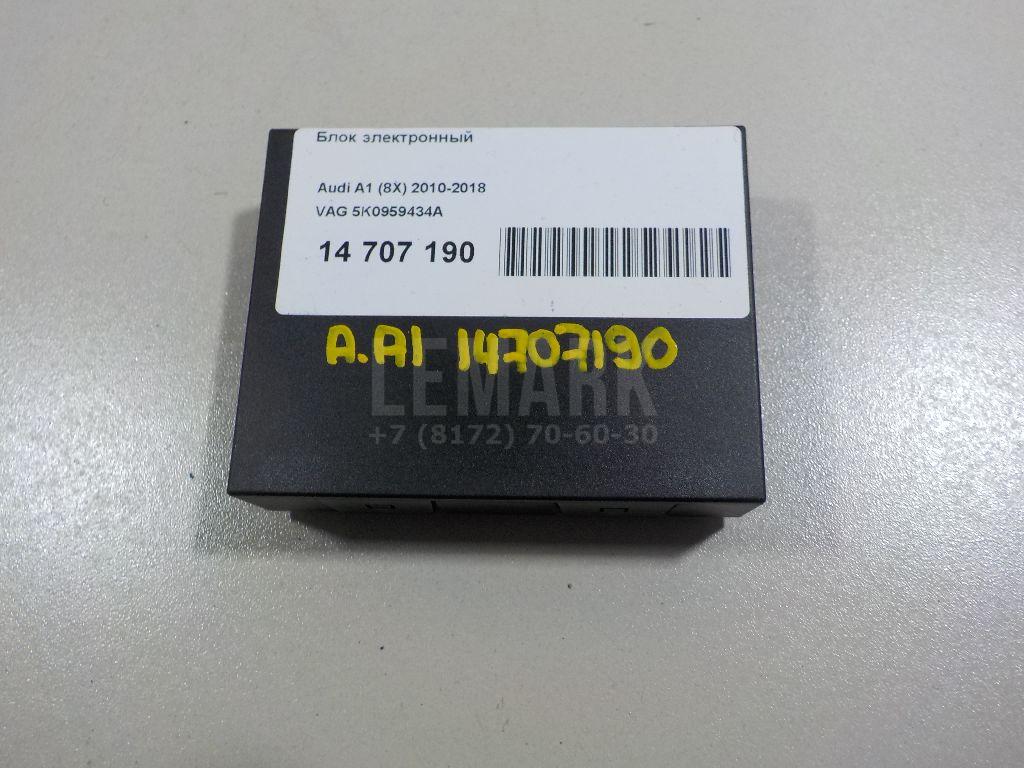 Блок электронный
Audi A1 (8X) 2010-2018
VAG 5K0959434A
14 707 190
A.A1 14707190
LEMARK
+7 (8172) 70-60-30